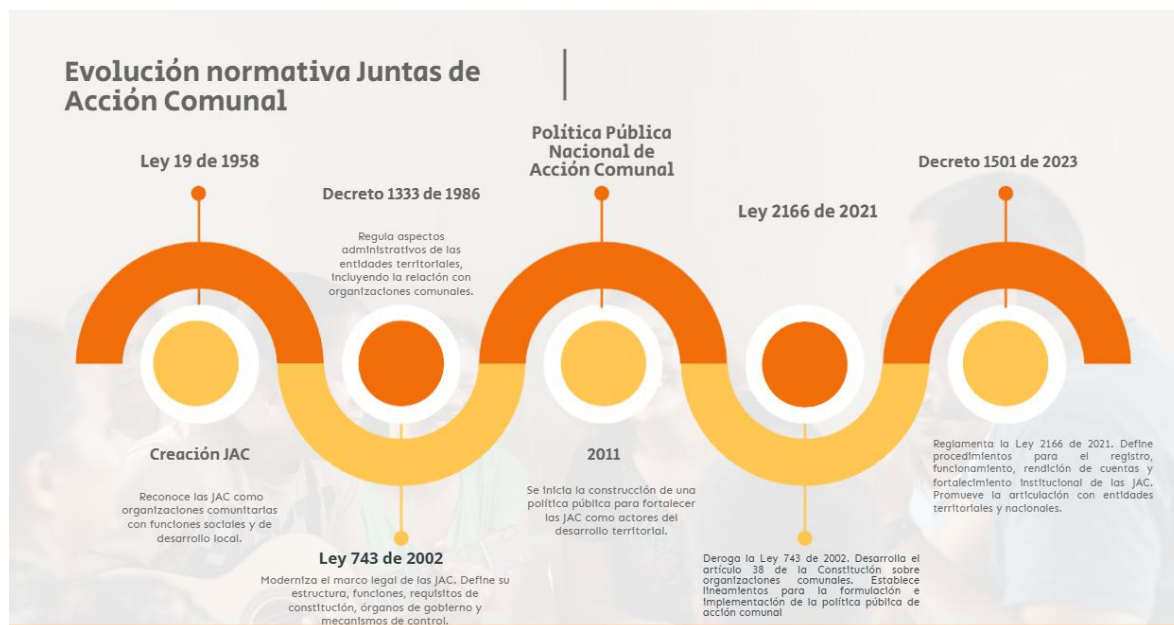 Evolución normativa Juntas de
Acción Comunal
Ley 19 de 1958
Creación JAC
Reconoce las JAC como
organizaciones comunitarias
con funciones sociales y de
desarrollo local.
Decreto 1333 de 1986
Regula aspectos
administrativos de las
entidades territoriales,
incluyendo la relación con
organizaciones comunales.
Ley 743 de 2002
Moderniza el marco legal de las JAC. Define su
estructura, funciones, requisitos de
constitución, órganos de gobierno y
mecanismos de control.
Política Pública
Nacional de
Acción Comunal
2011
Se inicia la construcción de una
política pública para fortalecer
las JAC como actores del
desarrollo territorial.
Ley 2166 de 2021
Deroga la Ley 743 de 2002. Desarrolla el
artículo 38 de la Constitución sobre
organizaciones comunales. Establece
lineamientos para la formulación e
implementación de la política pública de
acción comunal
Decreto 1501 de 2023
Reglamenta la Ley 2166 de 2021. Define
procedimientos para el registro,
funcionamiento, rendición de cuentas y
fortalecimiento institucional de las JAC.
Promueve la articulación con entidades
territoriales y nacionales.